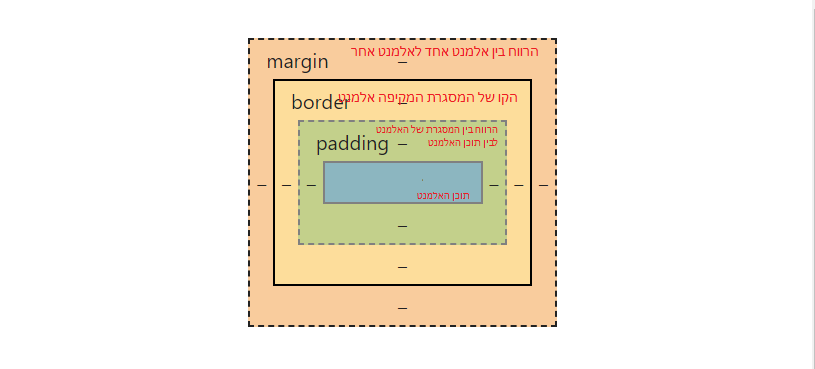 הרווח בין אלמנט אחד לאלמנט אחר
margin
–
הקו של המסגרת המקיפה אלמנט
border
–
הרווח בין המסגרת של האלמנט
לבין תוכן האלמנט
padding
–
– – – – – –
תוכן האלמנט
–
–
–